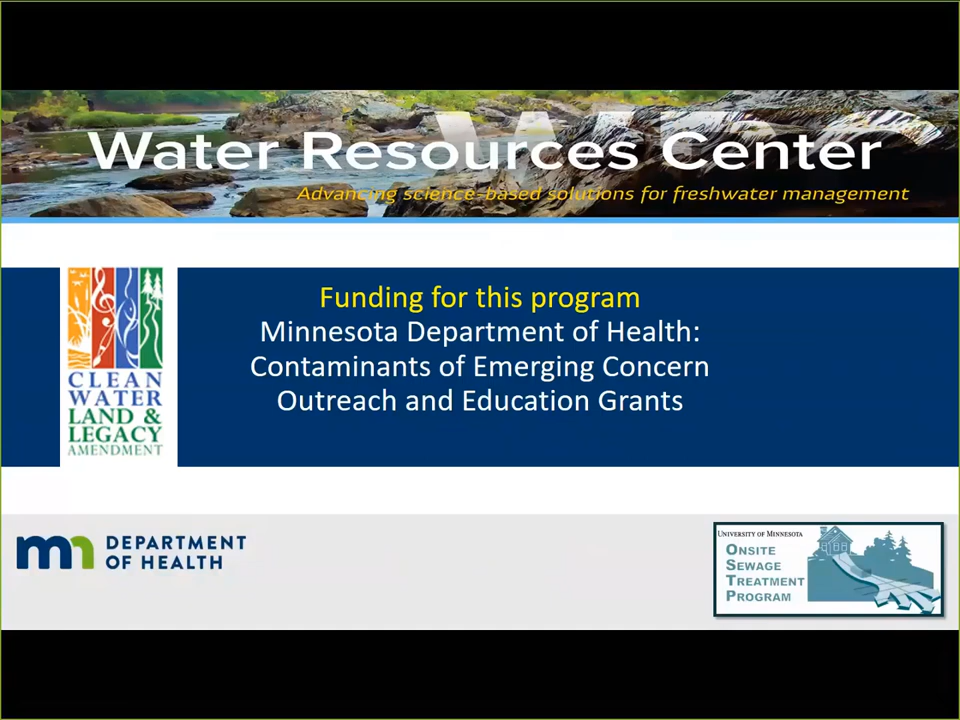 Water Resources Center
Advancing science-based solutions for freshwater management
Funding for this program
Minnesota Department of Health:
Contaminants of Emerging Concern
Outreach and Education Grants
CLEAN
WATER
LAND &
LEGACY
AMENDMENT
mn DEPARTMENT
OF HEALTH
UNIVERSITY OF MINNESOTA
ONSITE
SEWAGE
TREATMENT
PROGRAM